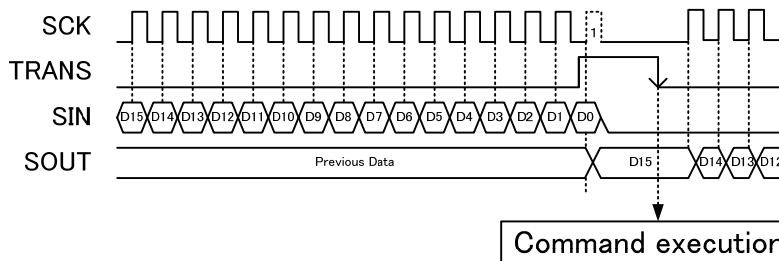 SCK
1
TRANS
SIN
D15 D14 D13 D12 D11 D10 D9 D8 D7 D6 D5 D4 D3 D2 D1 D0
SOUT
Previous Data
D15
D14 D13 D12
Command execution